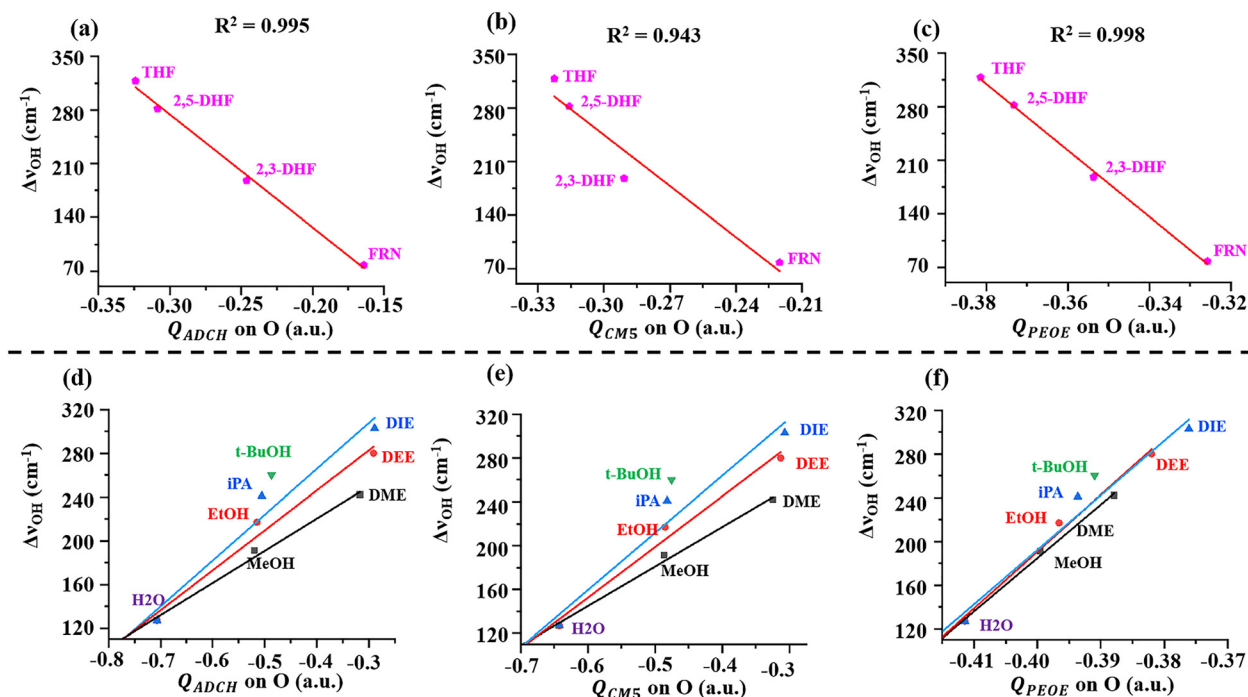 (a)
R² = 0.995
350
280
210
140
70
Δν_OH (cm⁻¹)
THF
2,5-DHF
2,3-DHF
FRN
-0.35 -0.30 -0.25 -0.20 -0.15
Q_ADCH on O (a.u.)
(b)
R² = 0.943
350
280
210
140
70
Δν_OH (cm⁻¹)
THF
2,5-DHF
2,3-DHF
FRN
-0.33 -0.30 -0.27 -0.24 -0.21
Q_CM5 on O (a.u.)
(c)
R² = 0.998
350
280
210
140
70
Δν_OH (cm⁻¹)
THF
2,5-DHF
2,3-DHF
FRN
-0.38 -0.36 -0.34 -0.32
Q_PEOE on O (a.u.)
(d)
320
280
240
200
160
120
Δν_OH (cm⁻¹)
DIE
t-BuOH
DEE
iPA
DME
EtOH
MeOH
H2O
-0.8 -0.7 -0.6 -0.5 -0.4 -0.3
Q_ADCH on O (a.u.)
(e)
320
280
240
200
160
120
Δν_OH (cm⁻¹)
DIE
t-BuOH
DEE
iPA
DME
EtOH
MeOH
H2O
-0.7 -0.6 -0.5 -0.4 -0.3
Q_CM5 on O (a.u.)
(f)
320
280
240
200
160
120
Δν_OH (cm⁻¹)
DIE
t-BuOH
DEE
iPA
EtOH
DME
MeOH
H2O
-0.41 -0.40 -0.39 -0.38 -0.37
Q_PEOE on O (a.u.)